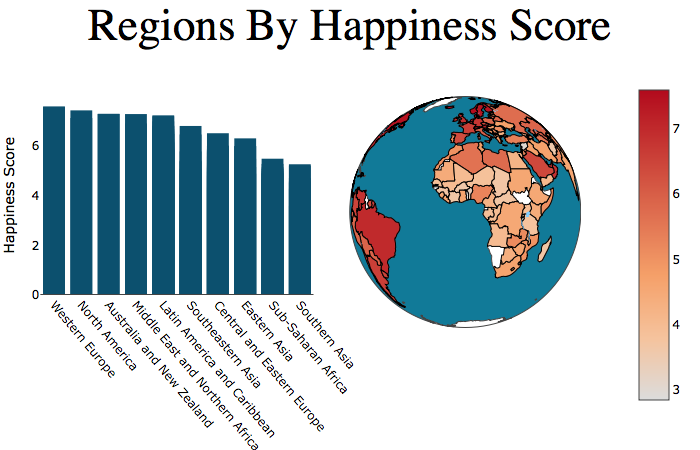 Regions By Happiness Score
Happiness Score
6
4
2
0
Western Europe
North America
Australia and New Zealand
Middle East and Northern Africa
Latin America and Caribbean
Southeastern Asia
Central and Eastern Europe
Eastern Asia
Sub-Saharan Africa
Southern Asia
7
6
5
4
3